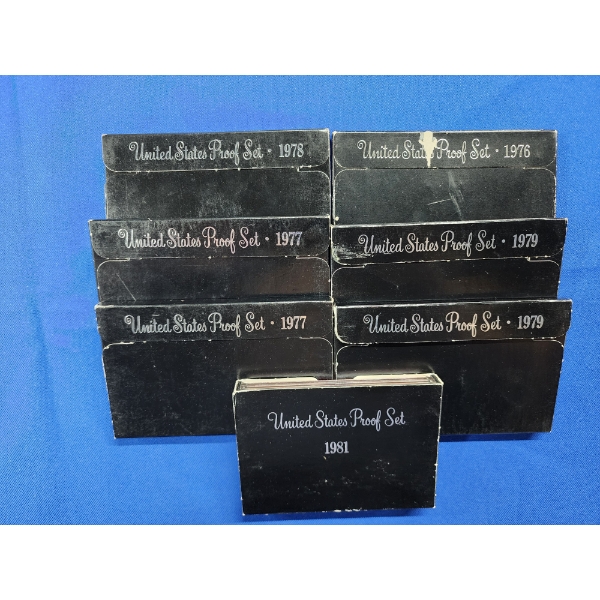 United States Proof Set • 1978
United States Proof Set • 1976
United States Proof Set • 1977
United States Proof Set • 1979
United States Proof Set • 1977
United States Proof Set • 1979
United States Proof Set
1981